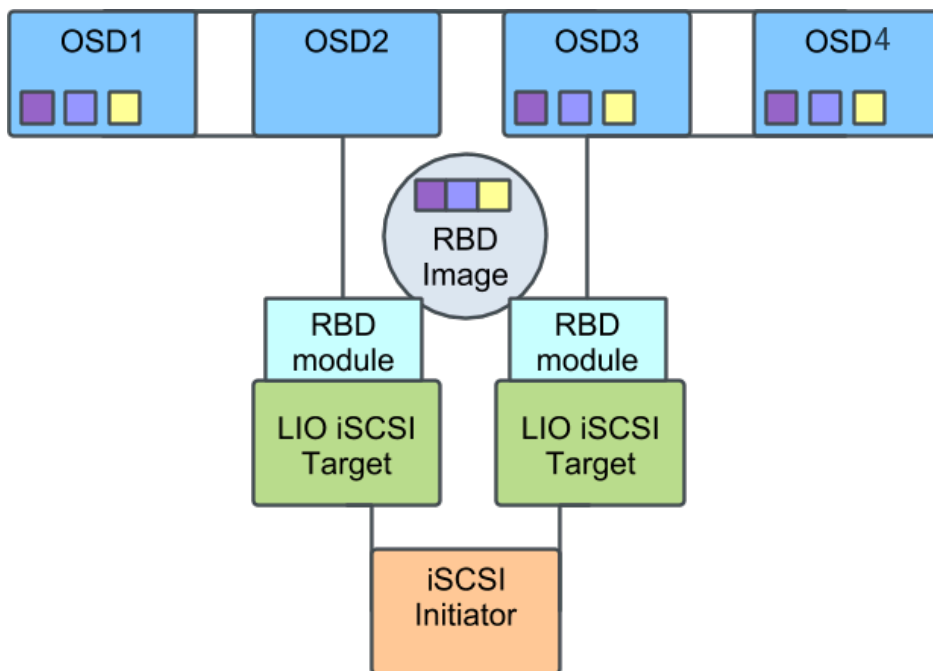 OSD1
OSD2
OSD3
OSD4
RBD
Image
RBD
module
RBD
module
LIO iSCSI
Target
LIO iSCSI
Target
iSCSI
Initiator